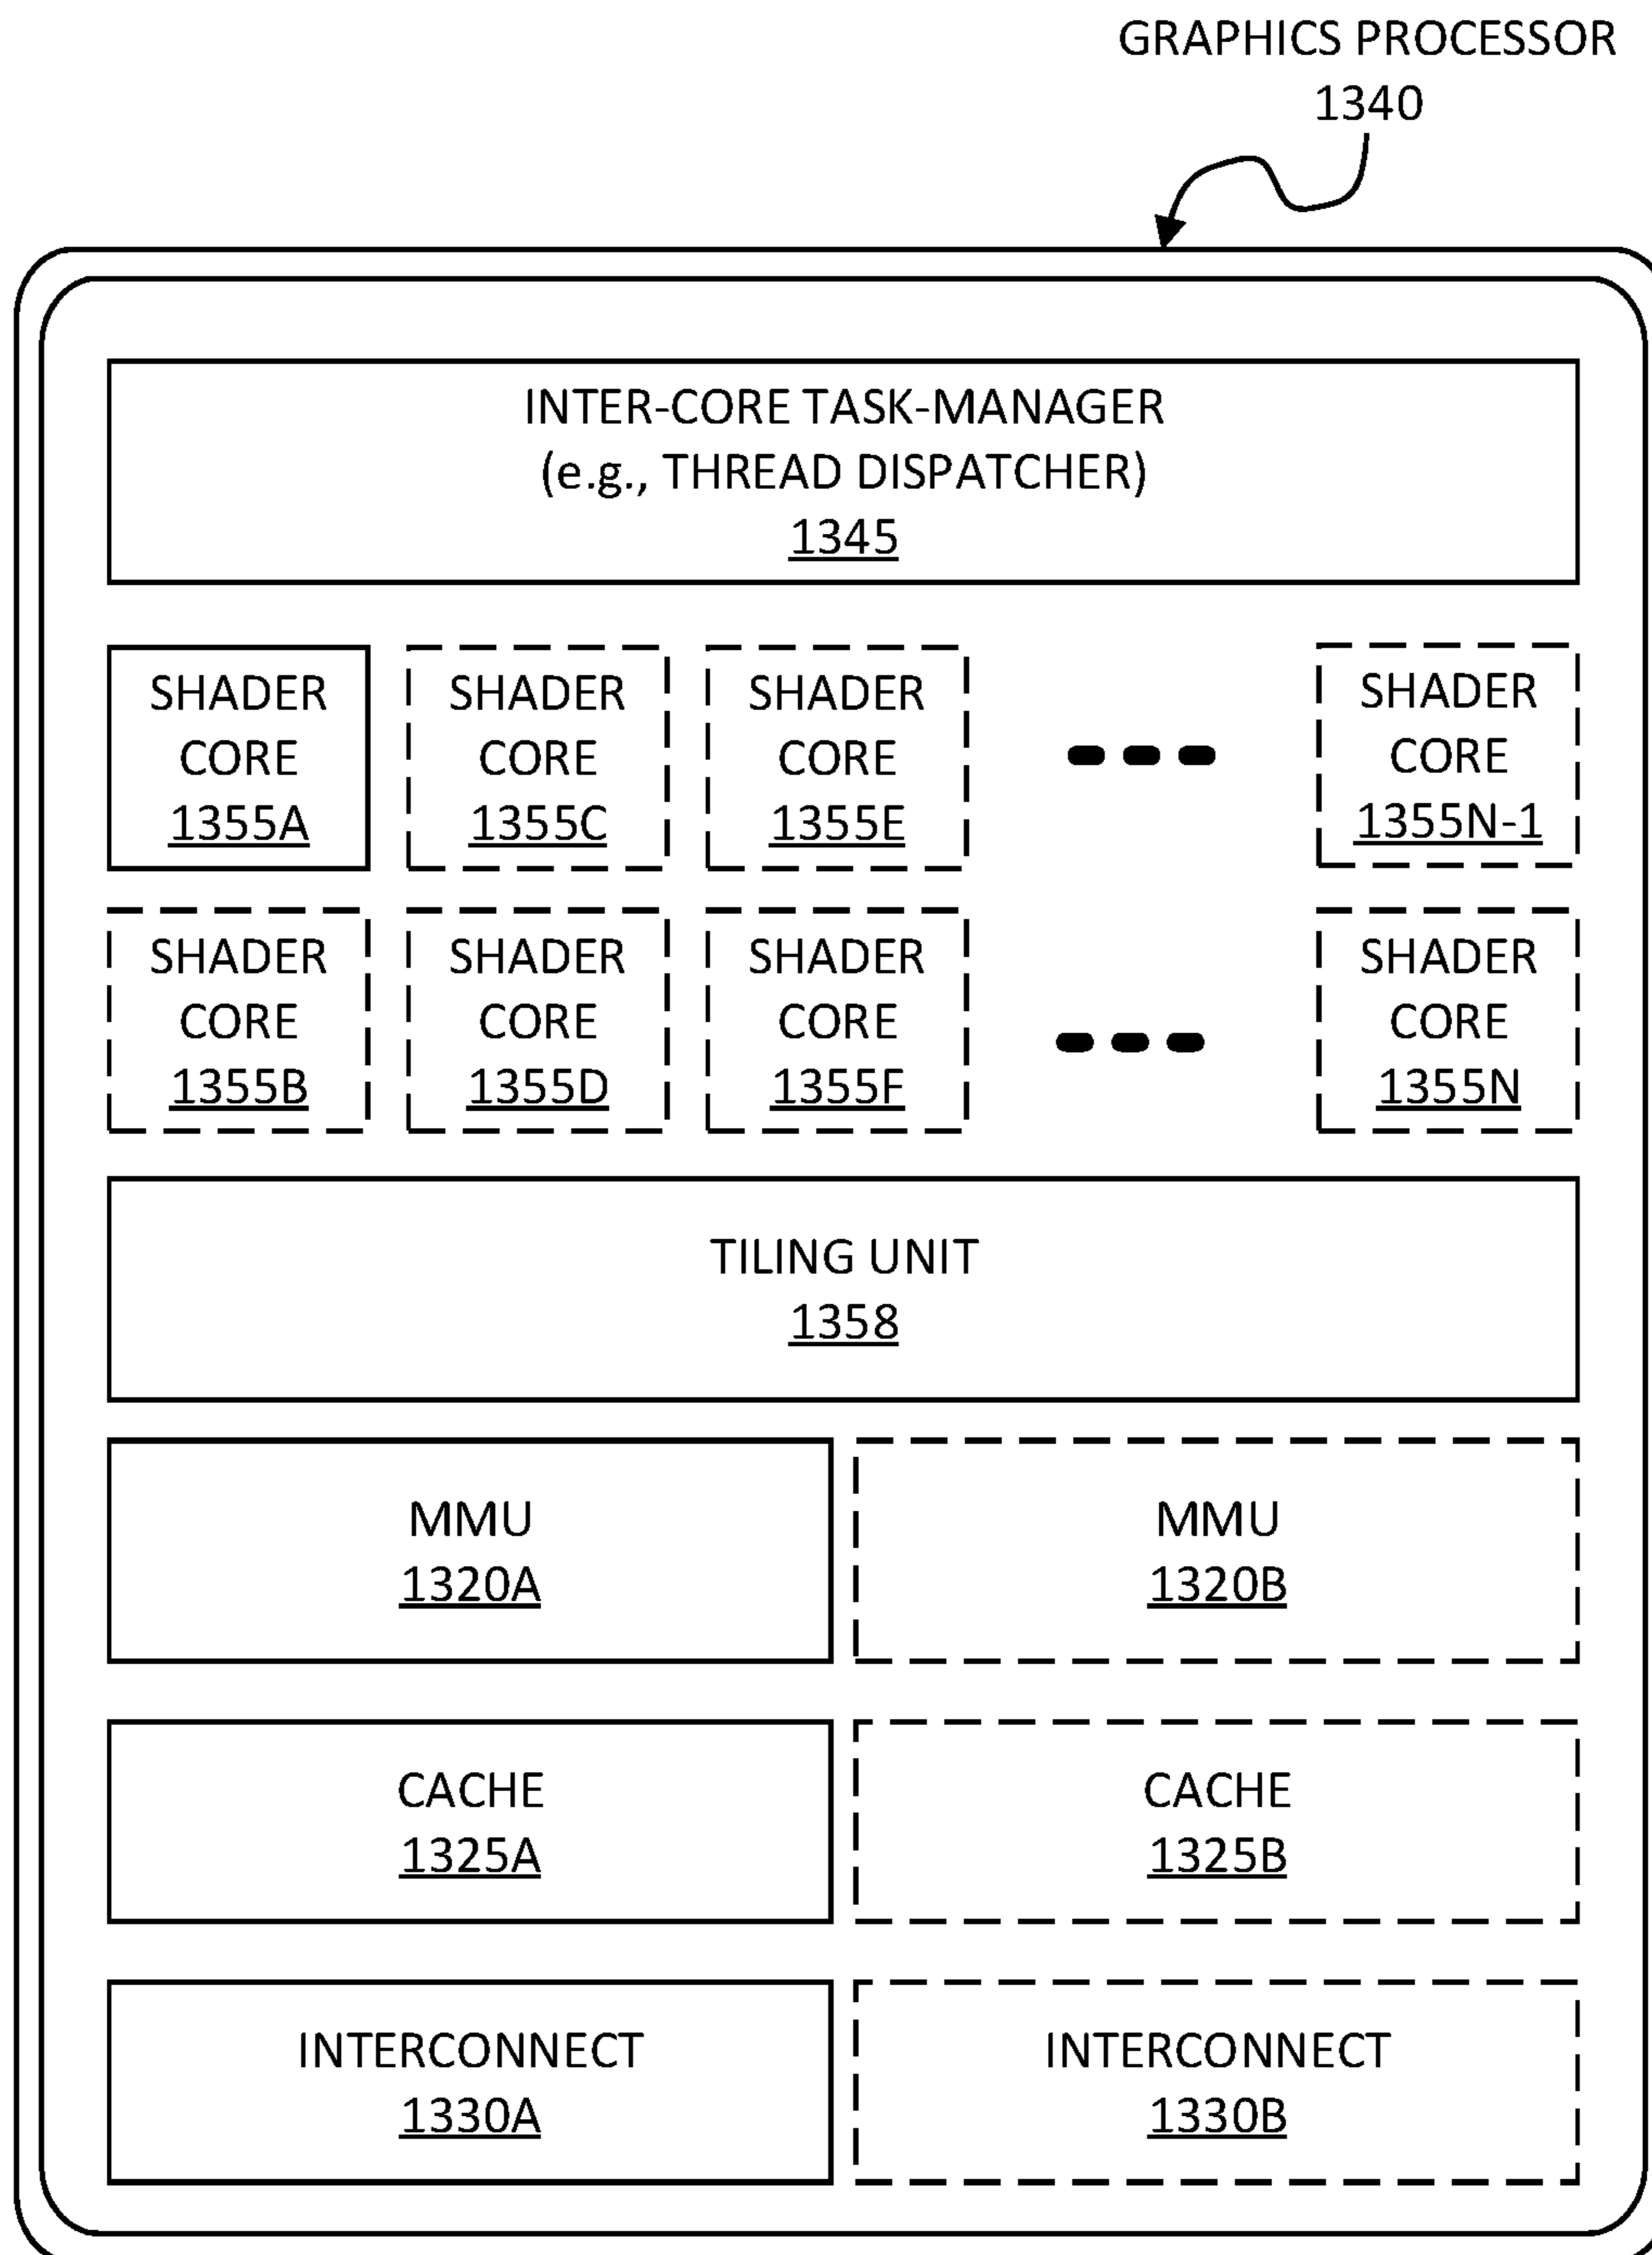 GRAPHICS PROCESSOR
1340
INTER-CORE TASK-MANAGER
(e.g., THREAD DISPATCHER)
1345
SHADER
CORE
1355A
SHADER
CORE
1355C
SHADER
CORE
1355E
SHADER
CORE
1355N-1
SHADER
CORE
1355B
SHADER
CORE
1355D
SHADER
CORE
1355F
SHADER
CORE
1355N
TILING UNIT
1358
MMU
1320A
MMU
1320B
CACHE
1325A
CACHE
1325B
INTERCONNECT
1330A
INTERCONNECT
1330B